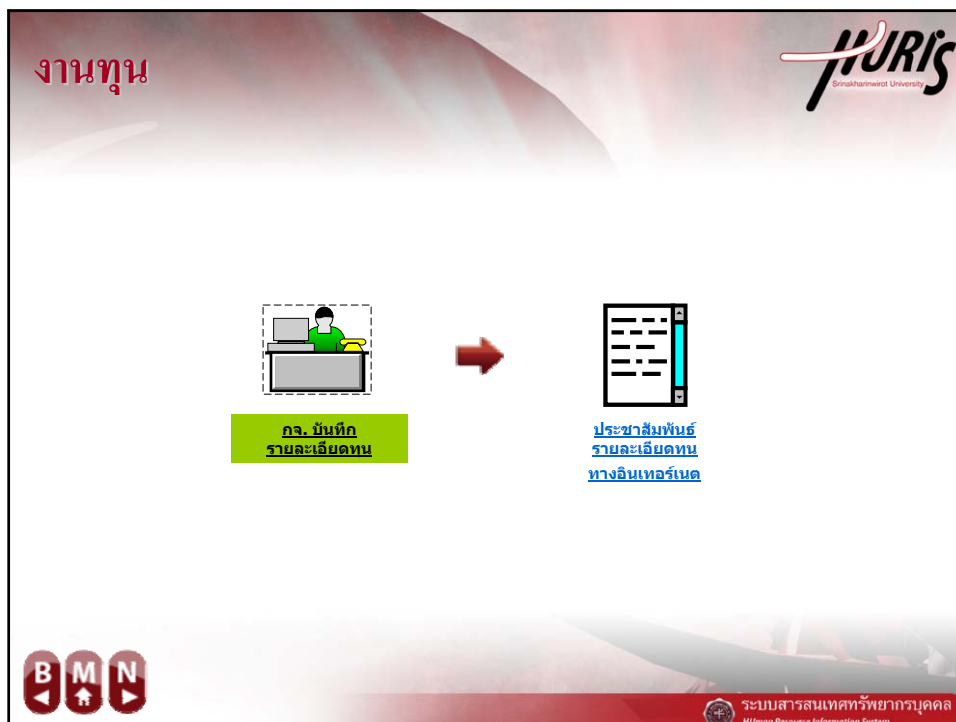 งานทุน
HURIS
Srinakharinwirot University
กจ. บันทึก
รายละเอียดทุน
ประชาสัมพันธ์
รายละเอียดทุน
ทางอินเทอร์เนต
B M N
ระบบสารสนเทศทรัพยากรบุคคล
HUman Resource Information System